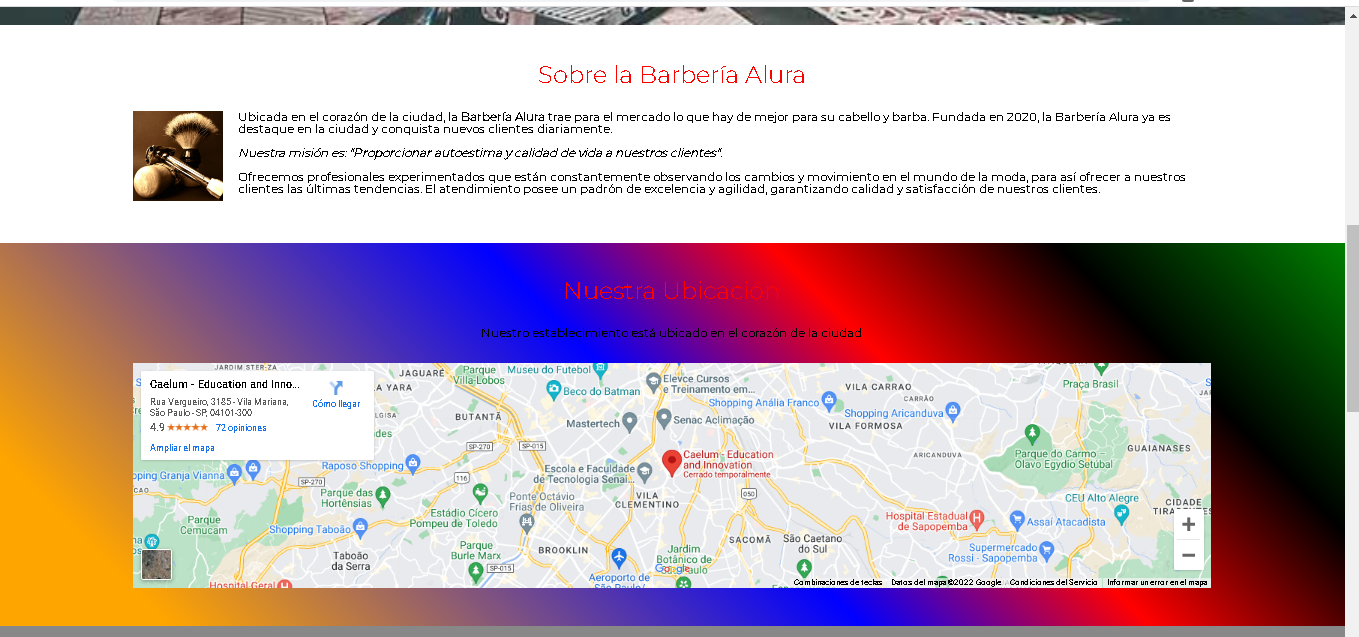 Sobre la Barbería Alura
Ubicada en el corazón de la ciudad, la Barbería Alura trae para el mercado lo que hay de mejor para su cabello y barba. Fundada en 2020, la Barbería Alura ya es
destaque en la ciudad y conquista nuevos clientes diariamente.
Nuestra misión es: "Proporcionar autoestima y calidad de vida a nuestros clientes".
Ofrecemos profesionales experimentados que están constantemente observando los cambios y movimiento en el mundo de la moda, para así ofrecer a nuestros
clientes las últimas tendencias. El atendimiento posee un padrón de excelencia y agilidad, garantizando calidad y satisfacción de nuestros clientes.
Nuestra Ubicación
Nuestro establecimiento está ubicado en el corazón de la ciudad
Caelum - Education and Inno...
Rua Vergueiro, 3185 - Vila Mariana,
São Paulo - SP, 04101-300
Cómo llegar
4.9
72 opiniones
Ampliar el mapa
JARDIM STER-ZA
JAGUARÉ
Parque
Villa-Lobos
Museu do Futebol
Beco do Batman
Elevce Cursos
e Treinamento em...
VILA CARRAO
CARRÃO
Praça Brasil
LA YARA
Shopping Anália Franco
Shopping Aricanduva
VILA FORMOSA
BUTANTÃ
Mastertech
Senac Aclimação
SP-270
SP-015
des
Raposo Shopping
Caelum - Education
and Innovation
Cerrado temporalmente
ARICANDUVA
Parque do Carmo -
Olavo Egydio Setubal
GUAIANASES
pping Granja Vianna
SP-270
116
Escola e Faculdade
de Tecnologia Senai...
050
Parque das
Hortênsias
Ponte Octávio
Frias de Oliveira
VILA
CLEMENTINO
CEU Alto Alegre
CIDADE
Parque
Cemucam
Shopping Taboão
Estádio Cícero
Pompeu de Toledo
Hospital Estadual
de Sapopemba
Assaí Atacadista
Parque
Burle Marx
BROOKLIN
SACOMÃ
São Caetano
do Sul
Supermercado
Rossi - Sapopemba
Taboão
da Serra
SP-015
Jardim
Botânico de
São Paulo
Hospital Geral
Aeroporto de
São Paulo/
Google
Combinaciones de teclas
Datos del mapa ©2022 Google
Condiciones del Servicio
Informar un error en el mapa